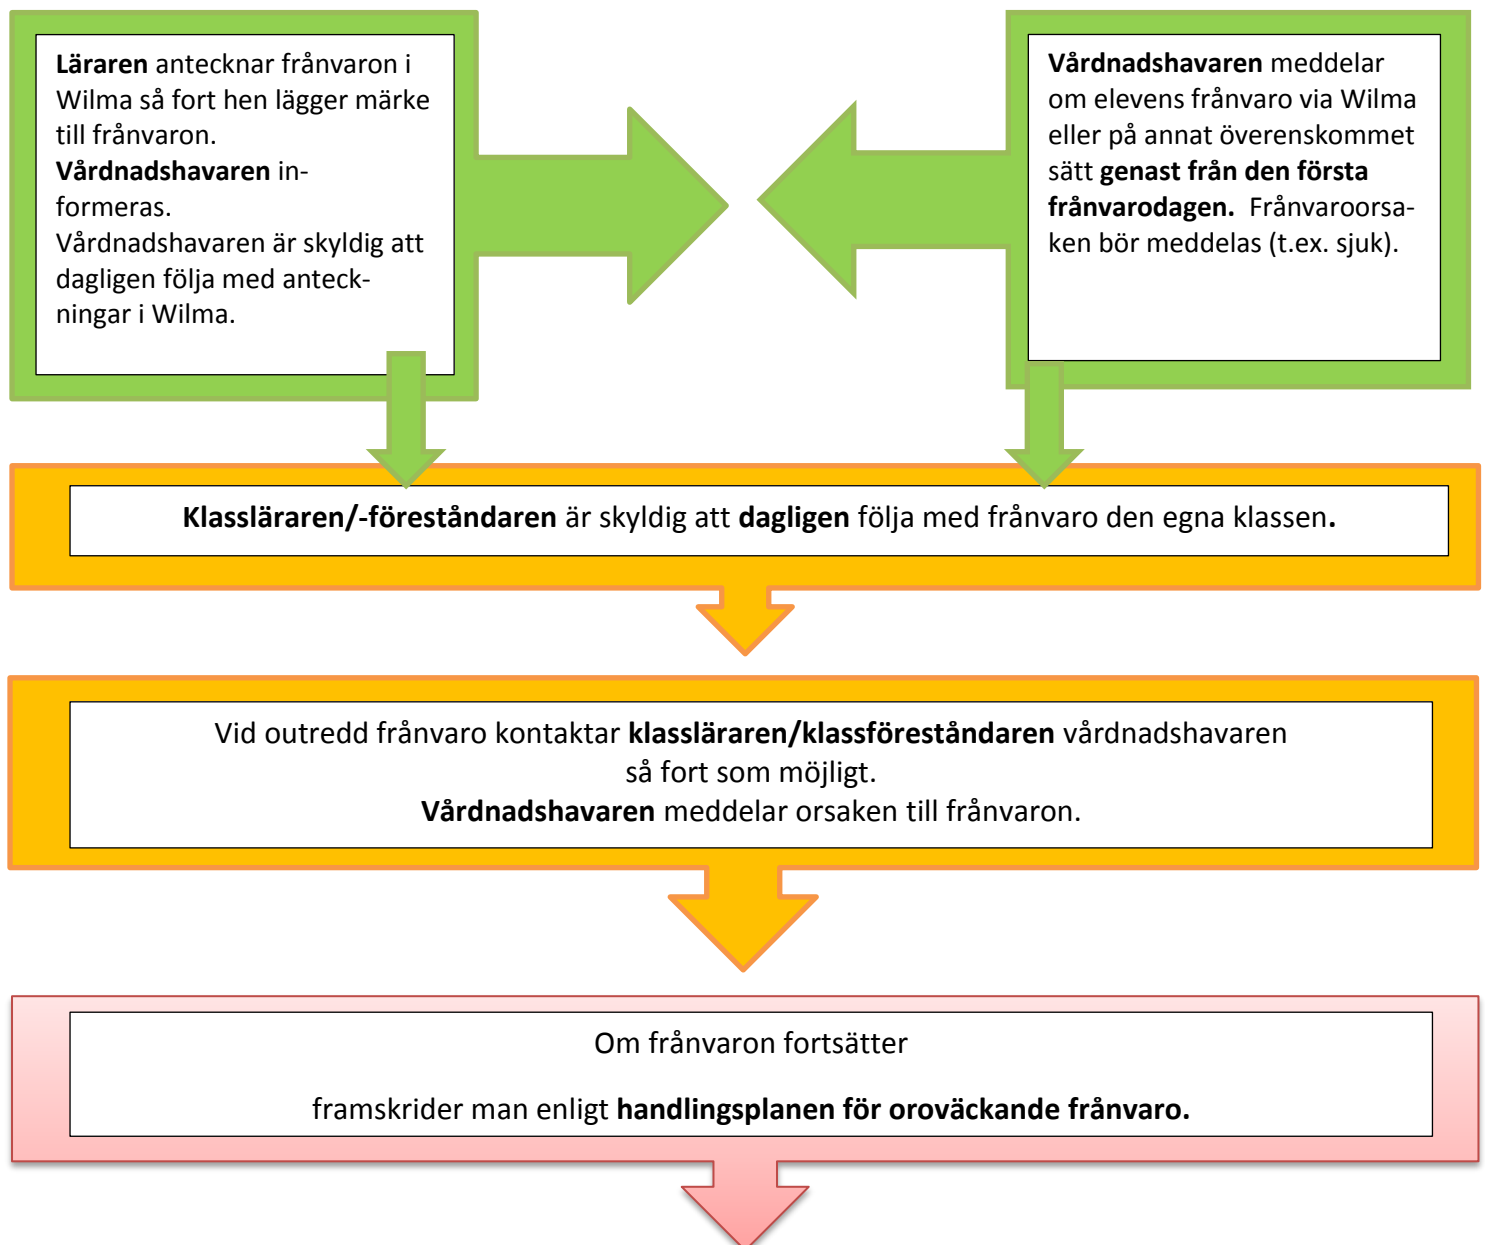 Läraren antecknar frånvaron i
Wilma så fort hen lägger märke
till frånvaron.
Vårdnadshavaren in-
formeras.
Vårdnadshavaren är skyldig att
dagligen följa med anteck-
ningar i Wilma.
Vårdnadshavaren meddelar
om elevens frånvaro via Wilma
eller på annat överenskommet
sätt genast från den första
frånvarodagen. Frånvaroorsa-
ken bör meddelas (t.ex. sjuk).
Klassläraren/-föreståndaren är skyldig att dagligen följa med frånvaro den egna klassen.
Vid outredd frånvaro kontaktar klassläraren/klassföreståndaren vårdnadshavaren
så fort som möjligt.
Vårdnadshavaren meddelar orsaken till frånvaron.
Om frånvaron fortsätter
framskrider man enligt handlingsplanen för oroväckande frånvaro.